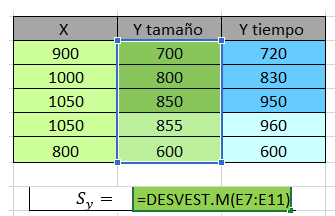 X Y tamaño Y tiempo
900 700 720
1000 800 830
1050 850 950
1050 855 960
800 600 600
S_y = =DESVEST.M(E7:E11)